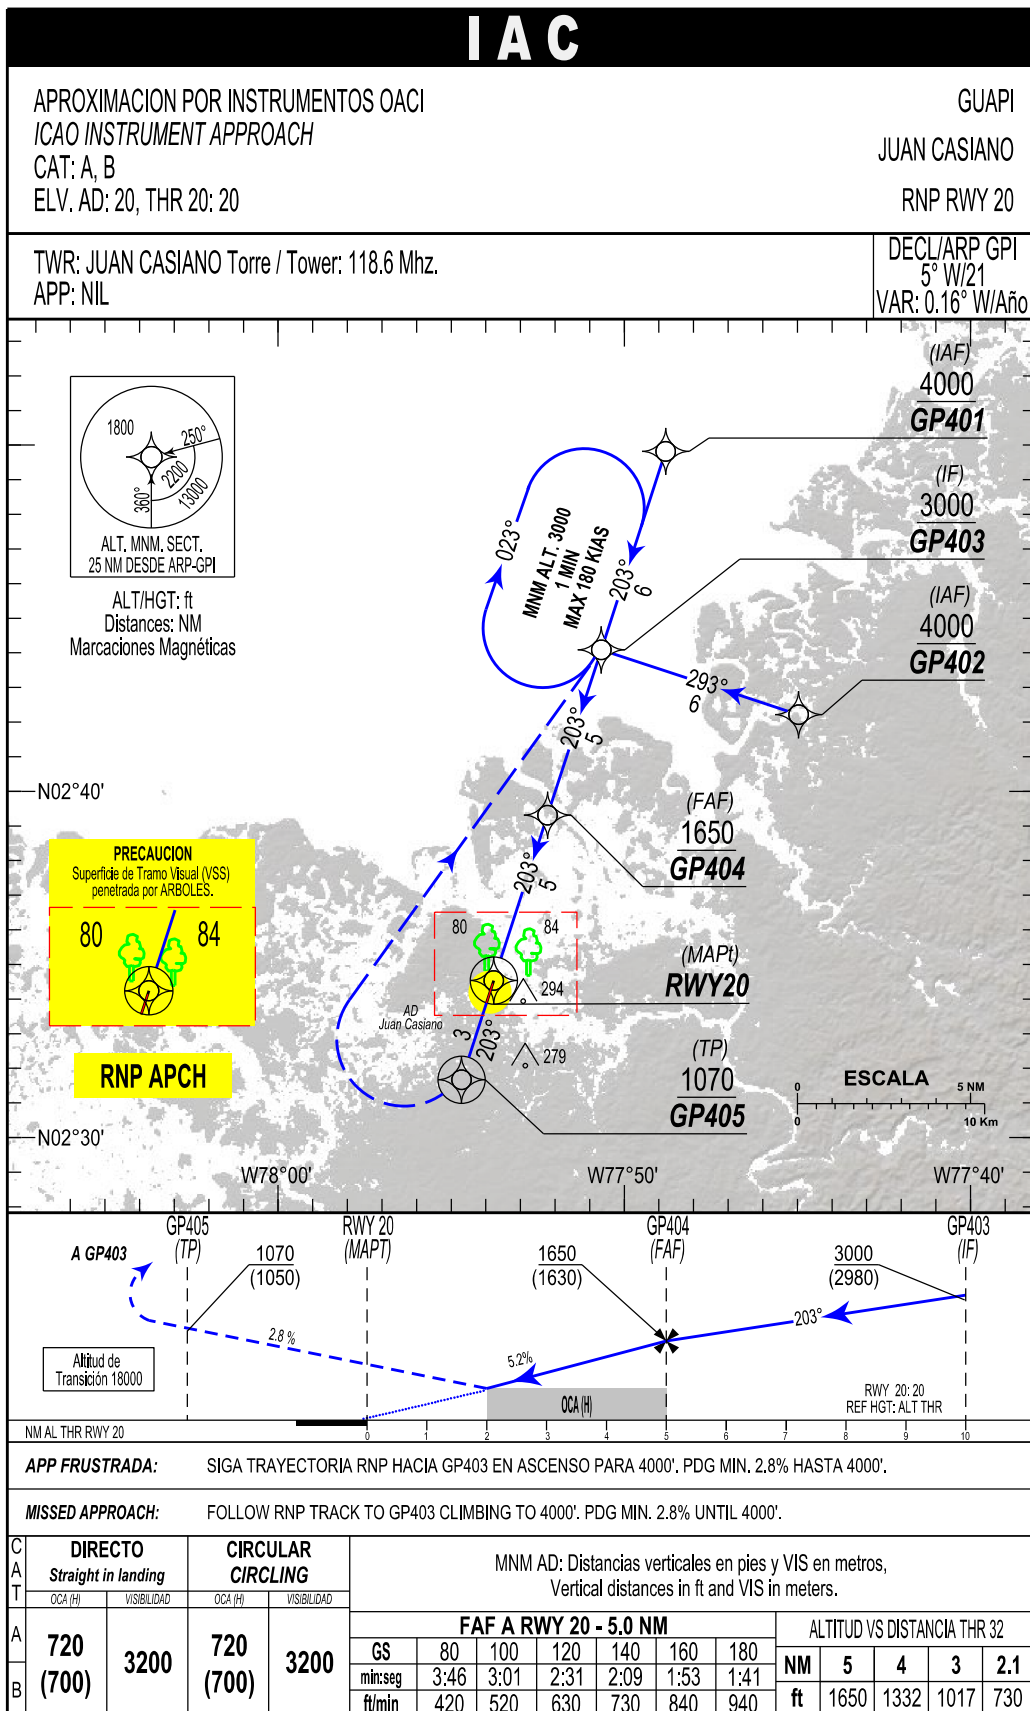 IAC
APROXIMACION POR INSTRUMENTOS OACI
ICAO INSTRUMENT APPROACH
CAT: A, B
ELV. AD: 20, THR 20: 20
GUAPI
JUAN CASIANO
RNP RWY 20
TWR: JUAN CASIANO Torre / Tower: 118.6 Mhz.
APP: NIL
DECL/ARP GPI
5° W/21
VAR: 0.16° W/Año
1800
250°
2200
13000
360°
ALT. MNM. SECT.
25 NM DESDE ARP-GPI
ALT/HGT: ft
Distances: NM
Marcaciones Magnéticas
(IAF)
4000
GP401
(IF)
3000
GP403
(IAF)
4000
GP402
023°
MNM ALT. 3000
1 MIN
MAX 180 KIAS
203°
6
293°
6
203°
5
N02°40'
(FAF)
1650
GP404
203°
5
PRECAUCION
Superficie de Tramo Visual (VSS)
penetrada por ARBOLES.
80
84
RNP APCH
80
84
294
AD
Juan Casiano
(MAPt)
RWY20
3
203°
279
(TP)
1070
GP405
0 ESCALA 5 NM
0 10 Km
N02°30'
W78°00'
W77°50'
W77°40'
GP405
(TP)
RWY 20
(MAPT)
GP404
(FAF)
GP403
(IF)
A GP403
1070
(1050)
1650
(1630)
3000
(2980)
203°
2.8 %
5.2%
Altitud de
Transición 18000
OCA (H)
RWY 20: 20
REF HGT: ALT THR
NM AL THR RWY 20
0 1 2 3 4 5 6 7 8 9 10
APP FRUSTRADA: SIGA TRAYECTORIA RNP HACIA GP403 EN ASCENSO PARA 4000'. PDG MIN. 2.8% HASTA 4000'.
MISSED APPROACH: FOLLOW RNP TRACK TO GP403 CLIMBING TO 4000'. PDG MIN. 2.8% UNTIL 4000'.
CAT
DIRECTO
Straight in landing
CIRCULAR
CIRCLING
OCA (H) VISIBILIDAD OCA (H) VISIBILIDAD
A
B
720
(700)
3200
720
(700)
3200
MNM AD: Distancias verticales en pies y VIS en metros,
Vertical distances in ft and VIS in meters.
FAF A RWY 20 - 5.0 NM
GS 80 100 120 140 160 180
min:seg 3:46 3:01 2:31 2:09 1:53 1:41
ft/min 420 520 630 730 840 940
ALTITUD VS DISTANCIA THR 32
NM 5 4 3 2.1
ft 1650 1332 1017 730